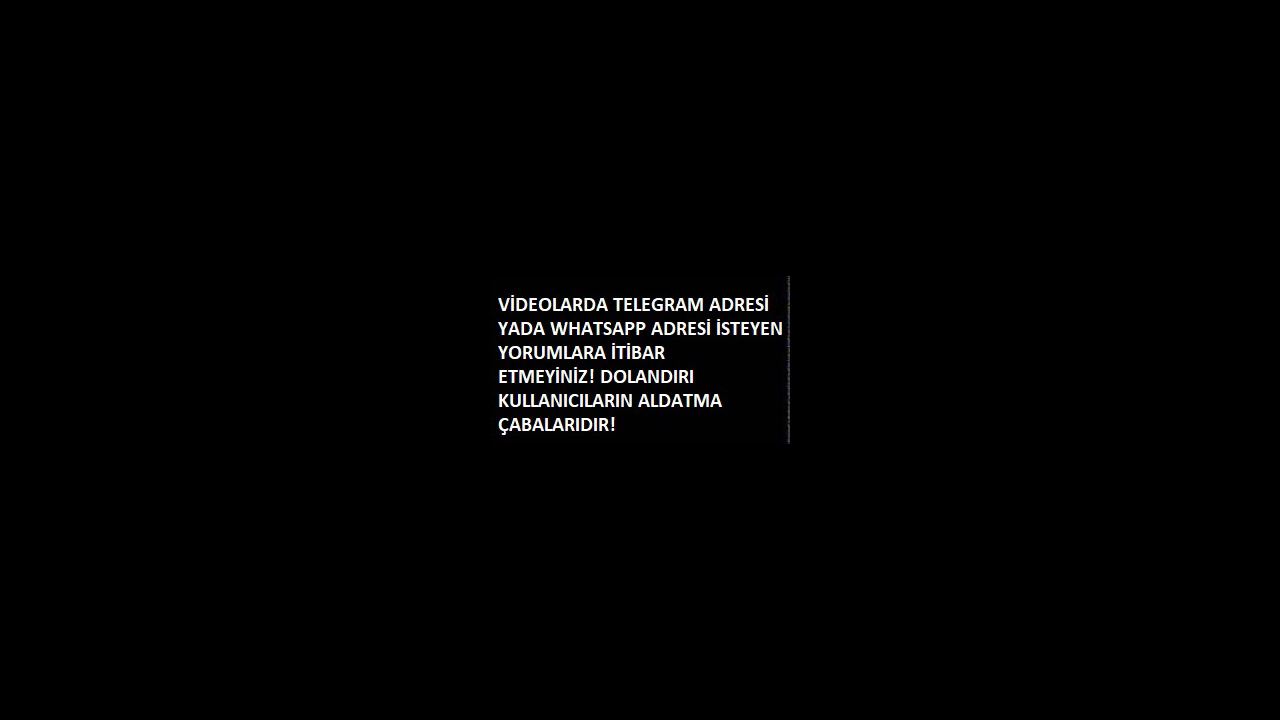 VİDEOLARDA TELEGRAM ADRESİ
YADA WHATSAPP ADRESİ İSTEYEN
YORUMLARA İTİBAR
ETMEYİNİZ! DOLANDIRI
KULLANICILARIN ALDATMA
ÇABALARIDIR!